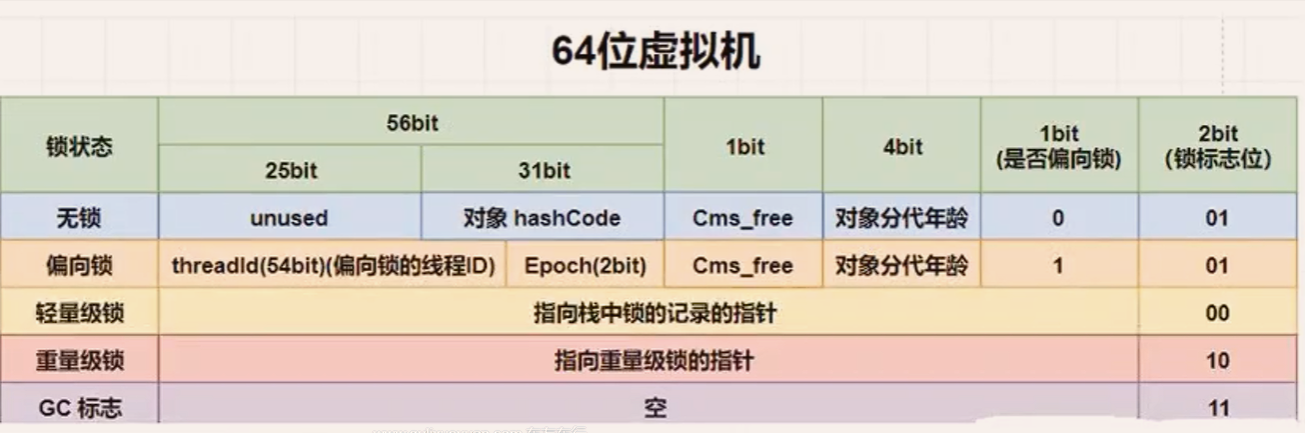 64位虚拟机
锁状态
56bit
25bit
31bit
1bit
4bit
1bit
(是否偏向锁)
2bit
(锁标志位)
无锁
unused
对象 hashCode
Cms_free
对象分代年龄
0
01
偏向锁
threadId(54bit)(偏向锁的线程ID)
Epoch(2bit)
Cms_free
对象分代年龄
1
01
轻量级锁
指向栈中锁的记录的指针
00
重量级锁
指向重量级锁的指针
10
GC 标志
空
11